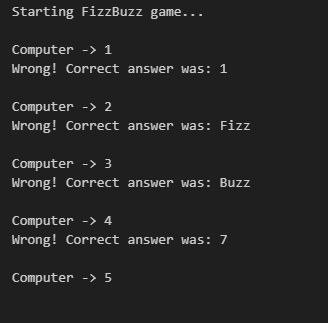 Starting FizzBuzz game...
Computer -> 1
Wrong! Correct answer was: 1
Computer -> 2
Wrong! Correct answer was: Fizz
Computer -> 3
Wrong! Correct answer was: Buzz
Computer -> 4
Wrong! Correct answer was: 7
Computer -> 5